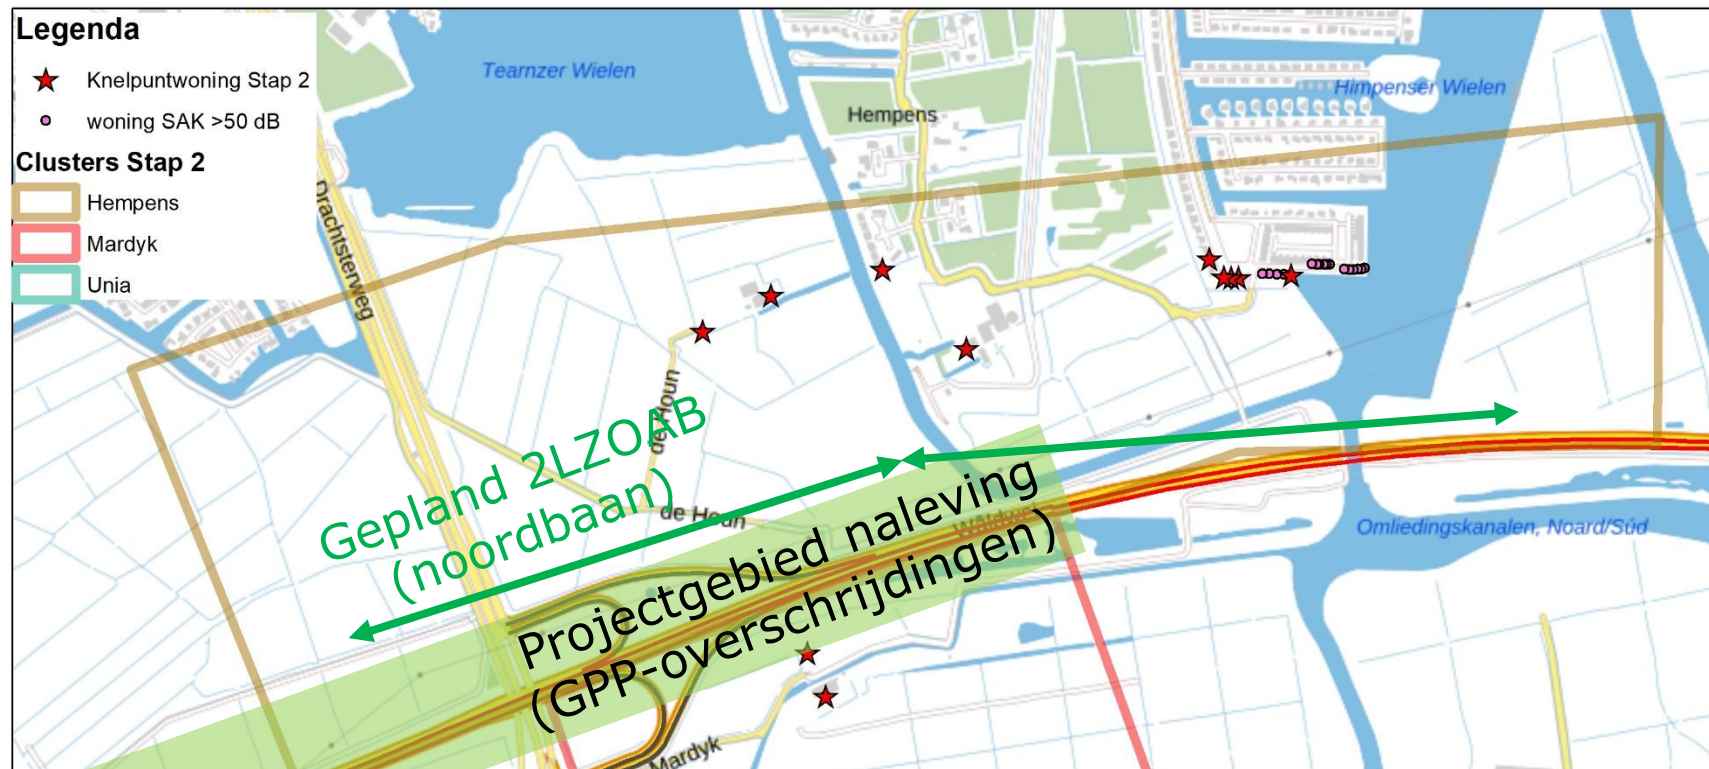 Legenda
Knelpuntwoning Stap 2
woning SAK >50 dB
Clusters Stap 2
Hempens
Mardyk
Unia
Tearnzer Wielen
Himpenser Wielen
Hempens
Drachtsterweg
de Houn
Gepland 2LZOAB
(noordbaan)
de Houn
Projectgebied naleving
(GPP-overschrijdingen)
Omliedingskanalen, Noard/Súd
Mardyk